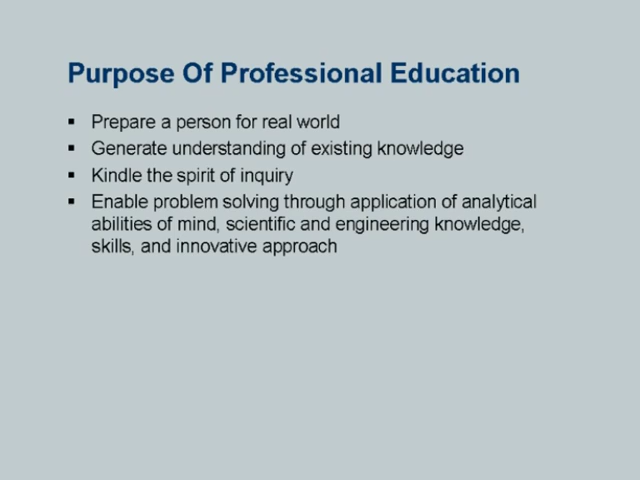 Purpose Of Professional Education
▪ Prepare a person for real world
▪ Generate understanding of existing knowledge
▪ Kindle the spirit of inquiry
▪ Enable problem solving through application of analytical
abilities of mind, scientific and engineering knowledge,
skills, and innovative approach